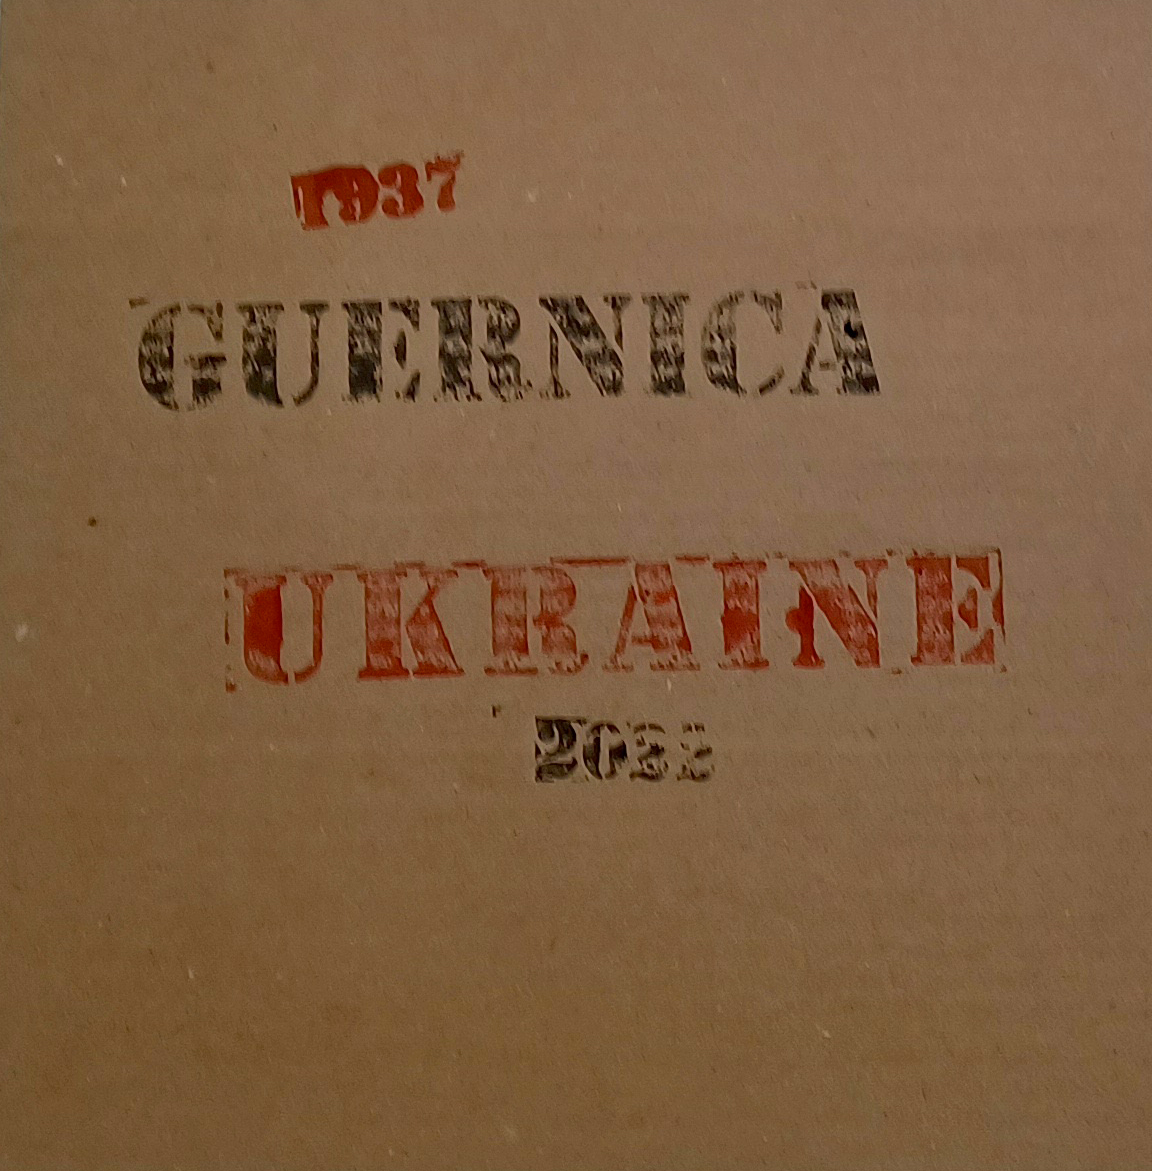 1937
GUERNICA
UKRAINE
2022